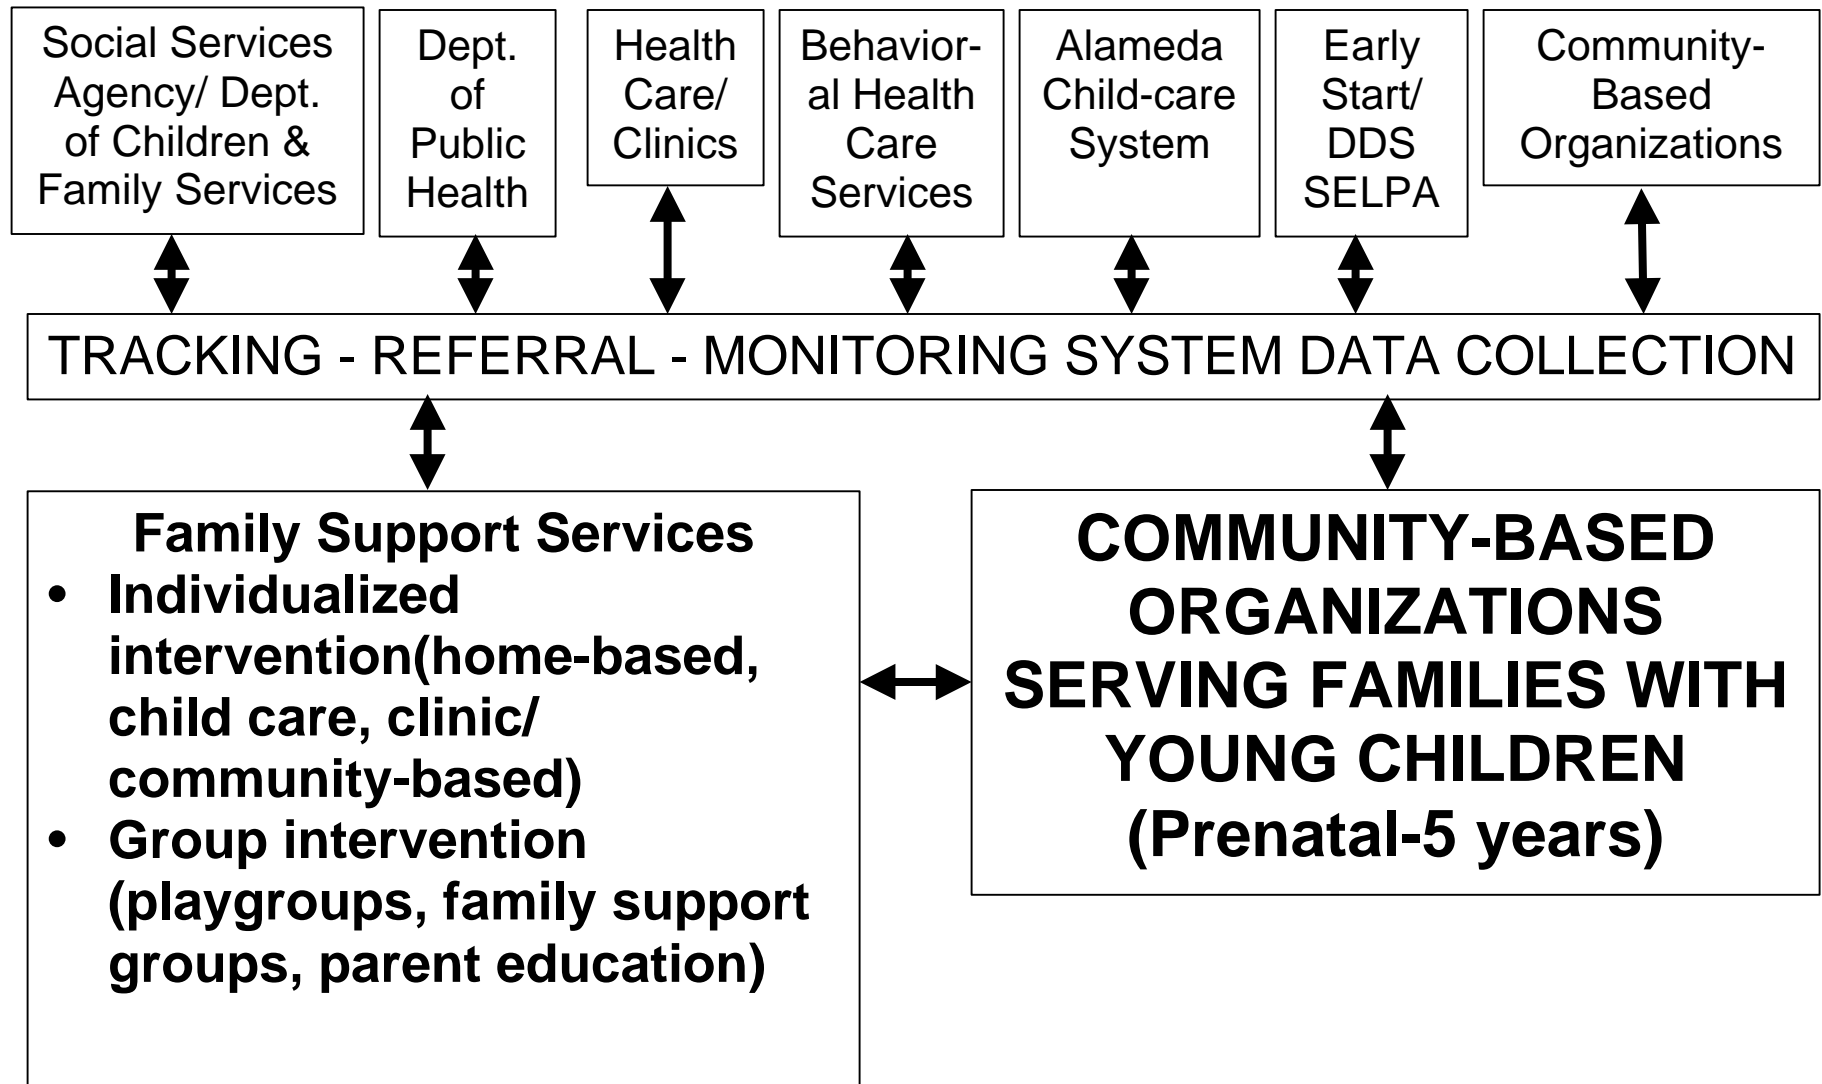 Social Services
Agency/ Dept.
of Children &
Family Services
Dept.
of
Public
Health
Health
Care/
Clinics
Behavior-
al Health
Care
Services
Alameda
Child-care
System
Early
Start/
DDS
SELPA
Community-
Based
Organizations
TRACKING - REFERRAL - MONITORING SYSTEM DATA COLLECTION
Family Support Services
• Individualized
intervention(home-based,
child care, clinic/
community-based)
• Group intervention
(playgroups, family support
groups, parent education)
COMMUNITY-BASED
ORGANIZATIONS
SERVING FAMILIES WITH
YOUNG CHILDREN
(Prenatal-5 years)